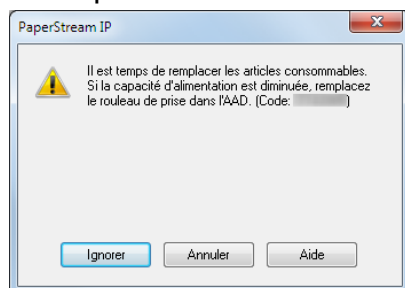 PaperStream IP
Il est temps de remplacer les articles consommables.
Si la capacité d'alimentation est diminuée, remplacez
le rouleau de prise dans l'AAD. (Code: )
Ignorer
Annuler
Aide